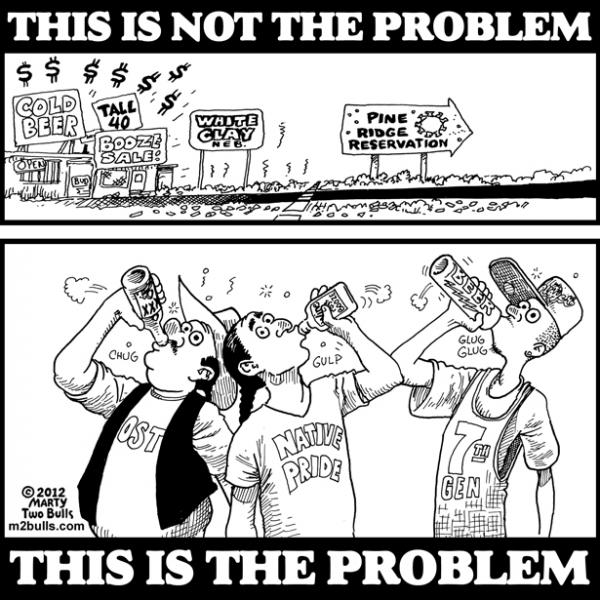 THIS IS NOT THE PROBLEM
$ $ $ $ $ $ $ $
COLD
BEER
TALL
40
BOOZE
SALE!
OPEN
BUD
WHITE
CLAY
NEB.
PINE
RIDGE
RESERVATION
XXX
BEER
CHUG
GULP
GLUG
GLUG
OST
NATIVE
PRIDE
7TH
GEN
© 2012
MARTY
TWO BULLS
m2bulls.com
THIS IS THE PROBLEM